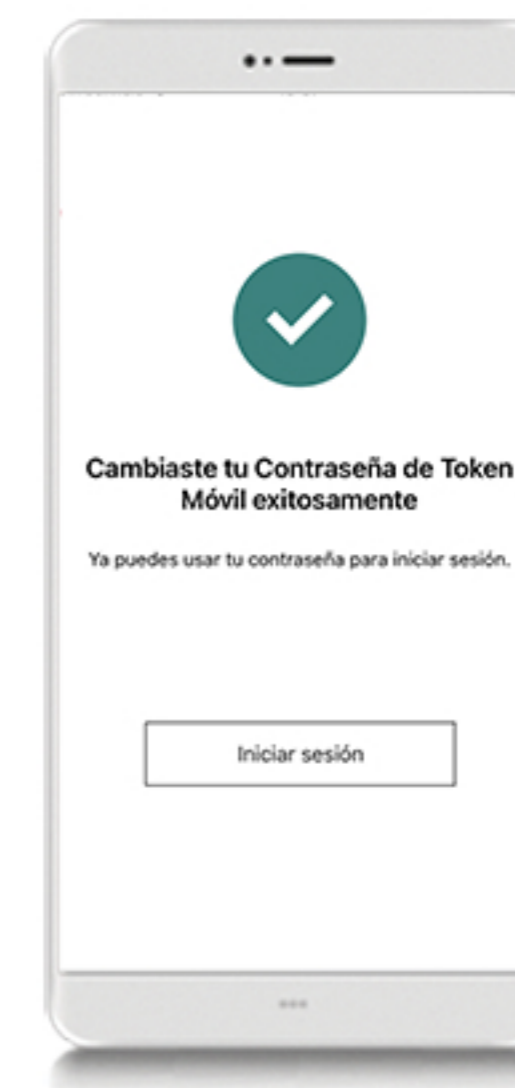 Cambiaste tu Contraseña de Token
Móvil exitosamente
Ya puedes usar tu contraseña para iniciar sesión.
Iniciar sesión